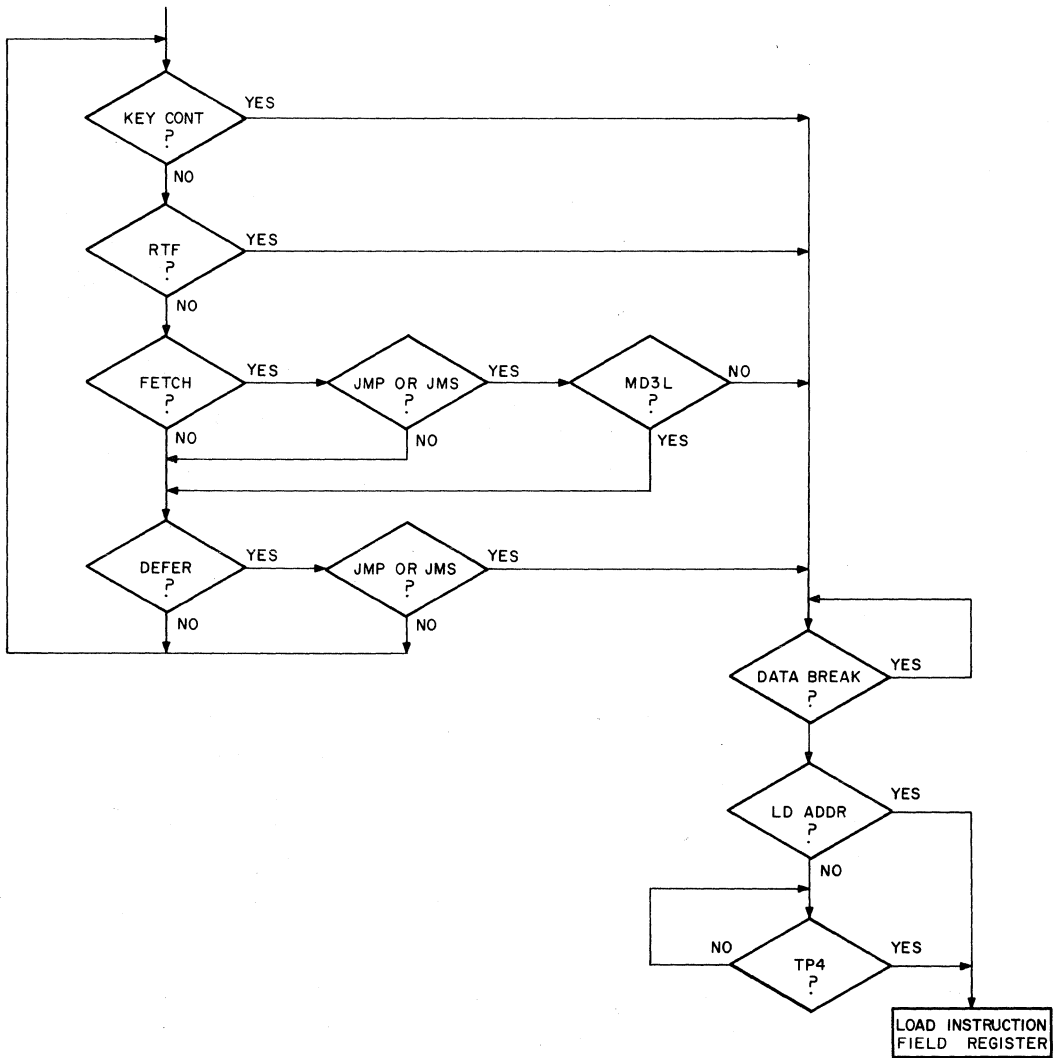 KEY CONT
?
YES
NO
RTF
?
YES
NO
FETCH
?
YES
NO
JMP OR JMS
?
YES
NO
MD3L
?
NO
YES
DEFER
?
YES
NO
JMP OR JMS
?
YES
NO
DATA BREAK
?
YES
LD ADDR
?
YES
NO
TP4
?
NO
YES
LOAD INSTRUCTION
FIELD REGISTER